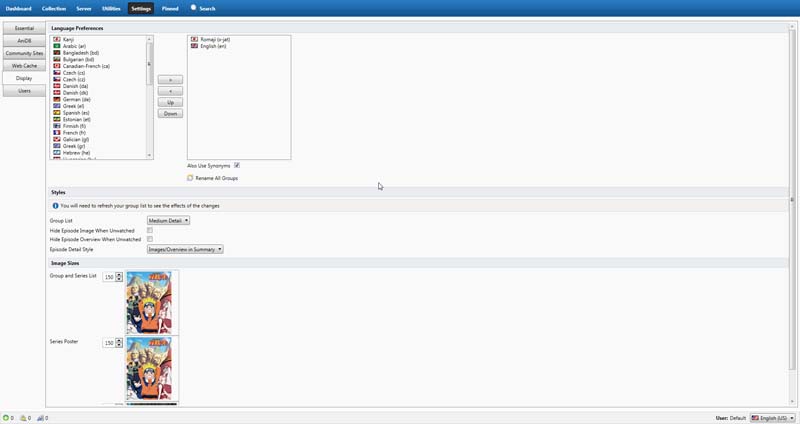 Dashboard Collection Server Utilities Settings Pinned Search
Essential
AniDB
Community Sites
Web Cache
Display
Users
Language Preferences
Kanji
Arabic (ar)
Bangladesh (bd)
Bulgarian (bd)
Canadian-French (ca)
Czech (cs)
Czech (cz)
Danish (da)
Danish (dk)
German (de)
Greek (el)
Spanish (es)
Estonian (et)
Finnish (fi)
French (fr)
Galician (gl)
Greek (gr)
Hebrew (he)
>
<
Up
Down
Romaji (x-jat)
English (en)
Also Use Synonyms
Rename All Groups
Styles
You will need to refresh your group list to see the effects of the changes
Group List Medium Detail
Hide Episode Image When Unwatched
Hide Episode Overview When Unwatched
Episode Detail Style Images/Overview in Summary
Image Sizes
Group and Series List 150
Series Poster 150
0 0 0
User: Default English (US)